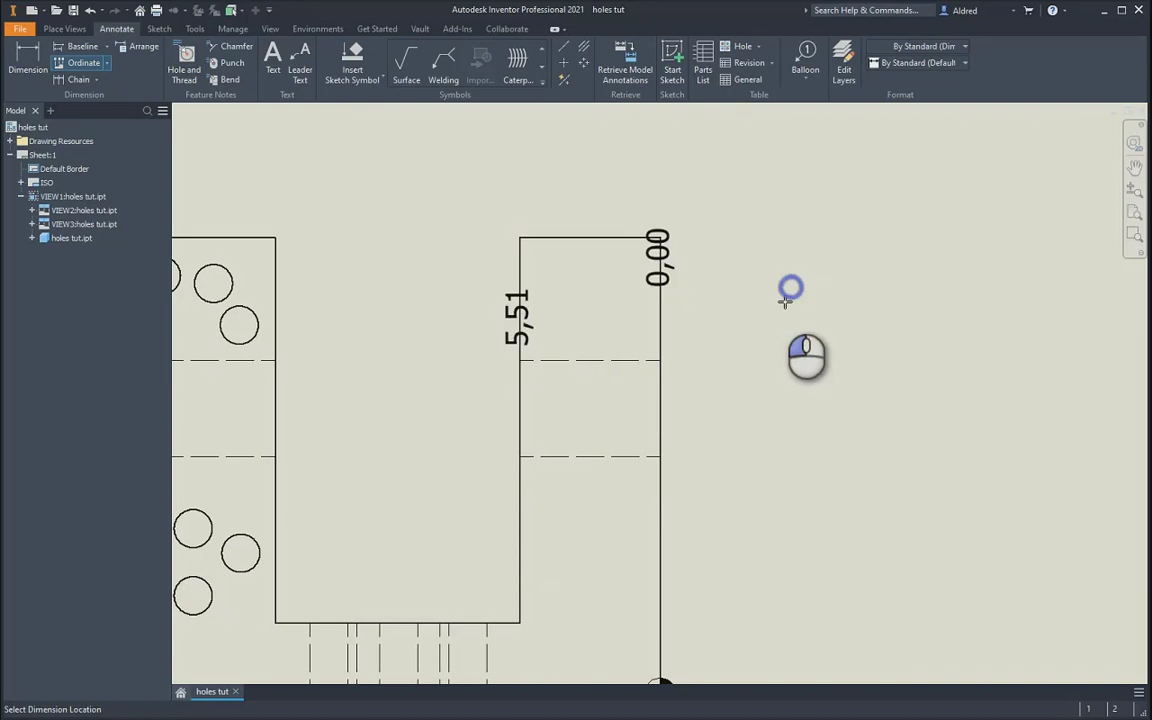 Autodesk Inventor Professional 2021 holes tut
Search Help & Commands...
Aldred
File Place Views Annotate Sketch Tools Manage View Environments Get Started Vault Add-Ins Collaborate
Dimension
Baseline
Arrange
Ordinate
Chain
Dimension
Hole and Thread
Chamfer
Punch
Bend
Feature Notes
Text
Leader Text
Text
Insert Sketch Symbol
Surface
Welding
Impor...
Caterp...
Symbols
Retrieve Model Annotations
Retrieve
Start Sketch
Sketch
Parts List
Hole
Revision
General
Table
Balloon
Edit Layers
By Standard (Dim
By Standard (Default
Format
Model
holes tut
Drawing Resources
Sheet:1
Default Border
ISO
VIEW1:holes tut.ipt
VIEW2:holes tut.ipt
VIEW3:holes tut.ipt
holes tut.ipt
0,00
5,51
holes tut
Select Dimension Location
1 2